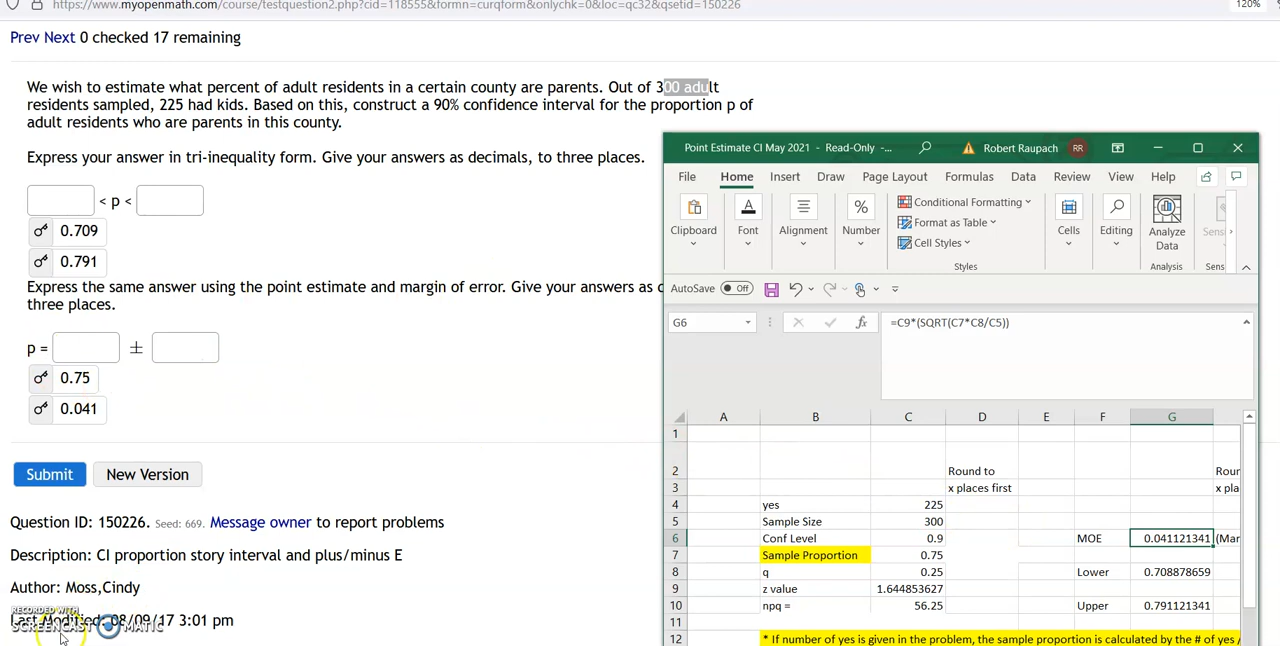 https://www.myopenmath.com/course/testquestion2.php?cid=118555&formn=curqform&onlychk=0&loc=qc32&qsetid=150226
120%
Prev Next 0 checked 17 remaining
We wish to estimate what percent of adult residents in a certain county are parents. Out of 300 adult
residents sampled, 225 had kids. Based on this, construct a 90% confidence interval for the proportion p of
adult residents who are parents in this county.
Express your answer in tri-inequality form. Give your answers as decimals, to three places.
< p <
0.709
0.791
Express the same answer using the point estimate and margin of error. Give your answers as d
three places.
p = ±
0.75
0.041
Submit New Version
Question ID: 150226. Seed: 669. Message owner to report problems
Description: CI proportion story interval and plus/minus E
Author: Moss,Cindy
Last Modified: 08/09/17 3:01 pm
RECORDED WITH
SCREENCAST MATIC
Point Estimate CI May 2021 - Read-Only -... Robert Raupach RR
File Home Insert Draw Page Layout Formulas Data Review View Help
Clipboard
Font
Alignment
Number
Conditional Formatting
Format as Table
Cell Styles
Styles
Cells
Editing
Analyze
Data
Analysis
Sens
Sens
AutoSave Off
G6 fx =C9*(SQRT(C7*C8/C5))
A B C D E F G
1
2 Round to Roun
3 x places first x pla
4 yes 225
5 Sample Size 300
6 Conf Level 0.9 MOE 0.041121341 (Mar
7 Sample Proportion 0.75
8 q 0.25 Lower 0.708878659
9 z value 1.644853627
10 npq = 56.25 Upper 0.791121341
11
12 * If number of yes is given in the problem, the sample proportion is calculated by the # of yes /